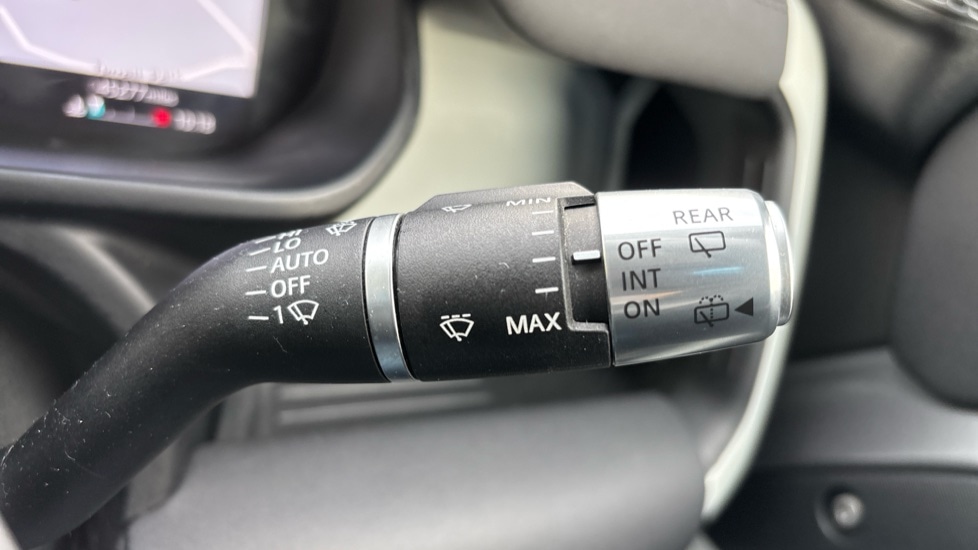 HI
LO
AUTO
OFF
1
MIN
MAX
REAR
OFF
INT
ON